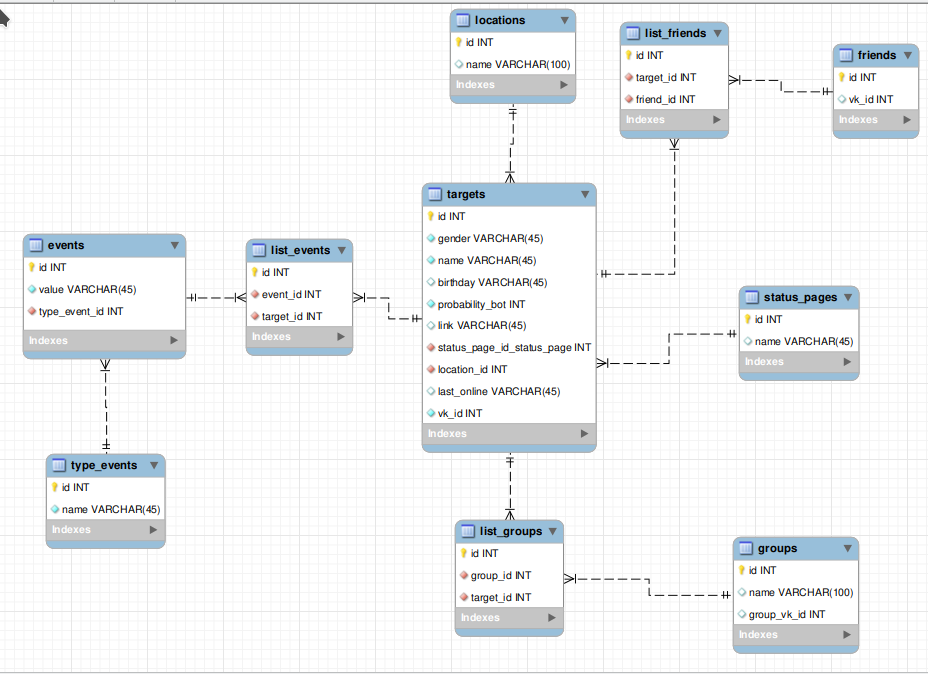 locations
id INT
name VARCHAR(100)
Indexes
list_friends
id INT
target_id INT
friend_id INT
Indexes
friends
id INT
vk_id INT
Indexes
targets
id INT
gender VARCHAR(45)
name VARCHAR(45)
birthday VARCHAR(45)
probability_bot INT
link VARCHAR(45)
status_page_id_status_page INT
location_id INT
last_online VARCHAR(45)
vk_id INT
Indexes
events
id INT
value VARCHAR(45)
type_event_id INT
Indexes
list_events
id INT
event_id INT
target_id INT
Indexes
status_pages
id INT
name VARCHAR(45)
Indexes
type_events
id INT
name VARCHAR(45)
Indexes
list_groups
id INT
group_id INT
target_id INT
Indexes
groups
id INT
name VARCHAR(100)
group_vk_id INT
Indexes